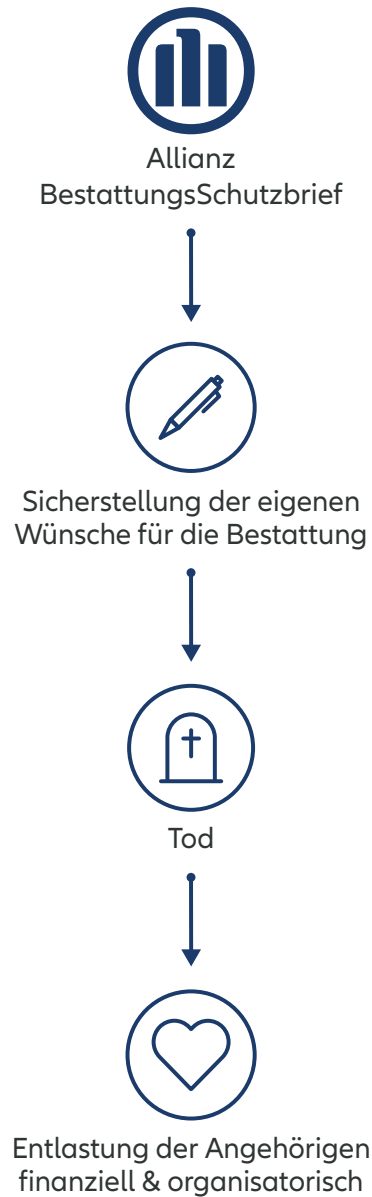 Allianz
BestattungsSchutzbrief
Sicherstellung der eigenen
Wünsche für die Bestattung
Tod
Entlastung der Angehörigen
finanziell & organisatorisch